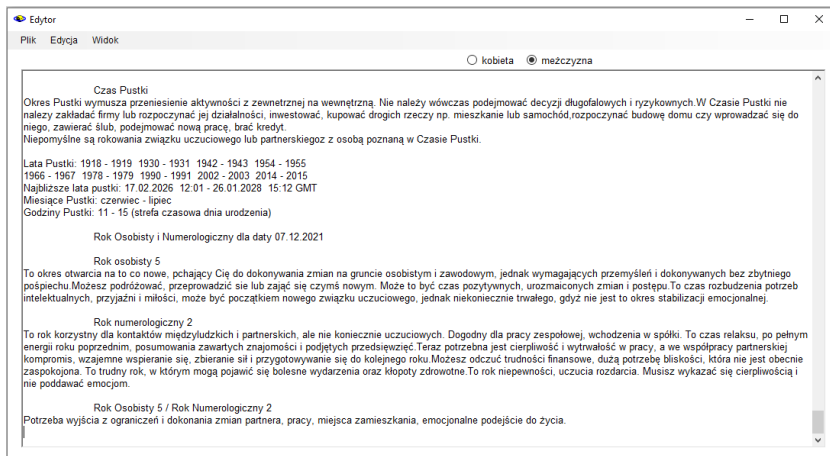 Edytor
Plik Edycja Widok
kobieta mężczyzna
Czas Pustki
Okres Pustki wymusza przeniesienie aktywności z zewnetrznej na wewnętrzną. Nie należy wówczas podejmować decyzji długofalowych i ryzykownych.W Czasie Pustki nie
nalezy zakładać firmy lub rozpoczynać jej działalności, inwestować, kupować drogich rzeczy np. mieszkanie lub samochód,rozpoczynać budowę domu czy wprowadzać się do
niego, zawierać ślub, podejmować nową pracę, brać kredyt.
Niepomyślne są rokowania związku uczuciowego lub partnerskiegoz z osobą poznaną w Czasie Pustki.
Lata Pustki: 1918 - 1919 1930 - 1931 1942 - 1943 1954 - 1955
1966 - 1967 1978 - 1979 1990 - 1991 2002 - 2003 2014 - 2015
Najbliższe lata pustki: 17.02.2026 12:01 - 26.01.2028 15:12 GMT
Miesiące Pustki: czerwiec - lipiec
Godziny Pustki: 11 - 15 (strefa czasowa dnia urodzenia)
Rok Osobisty i Numerologiczny dla daty 07.12.2021
Rok osobisty 5
To okres otwarcia na to co nowe, pchający Cię do dokonywania zmian na gruncie osobistym i zawodowym, jednak wymagających przemyśleń i dokonywanych bez zbytniego
pośpiechu.Możesz podróżować, przeprowadzić sie lub zająć się czymś nowym. Może to być czas pozytywnych, urozmaiconych zmian i postępu.To czas rozbudzenia potrzeb
intelektualnych, przyjaźni i miłości, może być początkiem nowego związku uczuciowego, jednak niekoniecznie trwałego, gdyż nie jest to okres stabilizacji emocjonalnej.
Rok numerologiczny 2
To rok korzystny dla kontaktów międzyludzkich i partnerskich, ale nie koniecznie uczuciowych. Dogodny dla pracy zespołowej, wchodzenia w spółki. To czas relaksu, po pełnym
energii roku poprzednim, posumowania zawartych znajomości i podjętych przedsięwzięć.Teraz potrzebna jest cierpliwość i wytrwałość w pracy, a we współpracy partnerskiej
kompromis, wzajemne wspieranie się, zbieranie sił i przygotowywanie się do kolejnego roku.Możesz odczuć trudności finansowe, dużą potrzebę bliskości, która nie jest obecnie
zaspokojona. To trudny rok, w którym mogą pojawić się bolesne wydarzenia oraz kłopoty zdrowotne.To rok niepewności, uczucia rozdarcia. Musisz wykazać się cierpliwością i
nie poddawać emocjom.
Rok Osobisty 5 / Rok Numerologiczny 2
Potrzeba wyjścia z ograniczeń i dokonania zmian partnera, pracy, miejsca zamieszkania, emocjonalne podejście do życia.